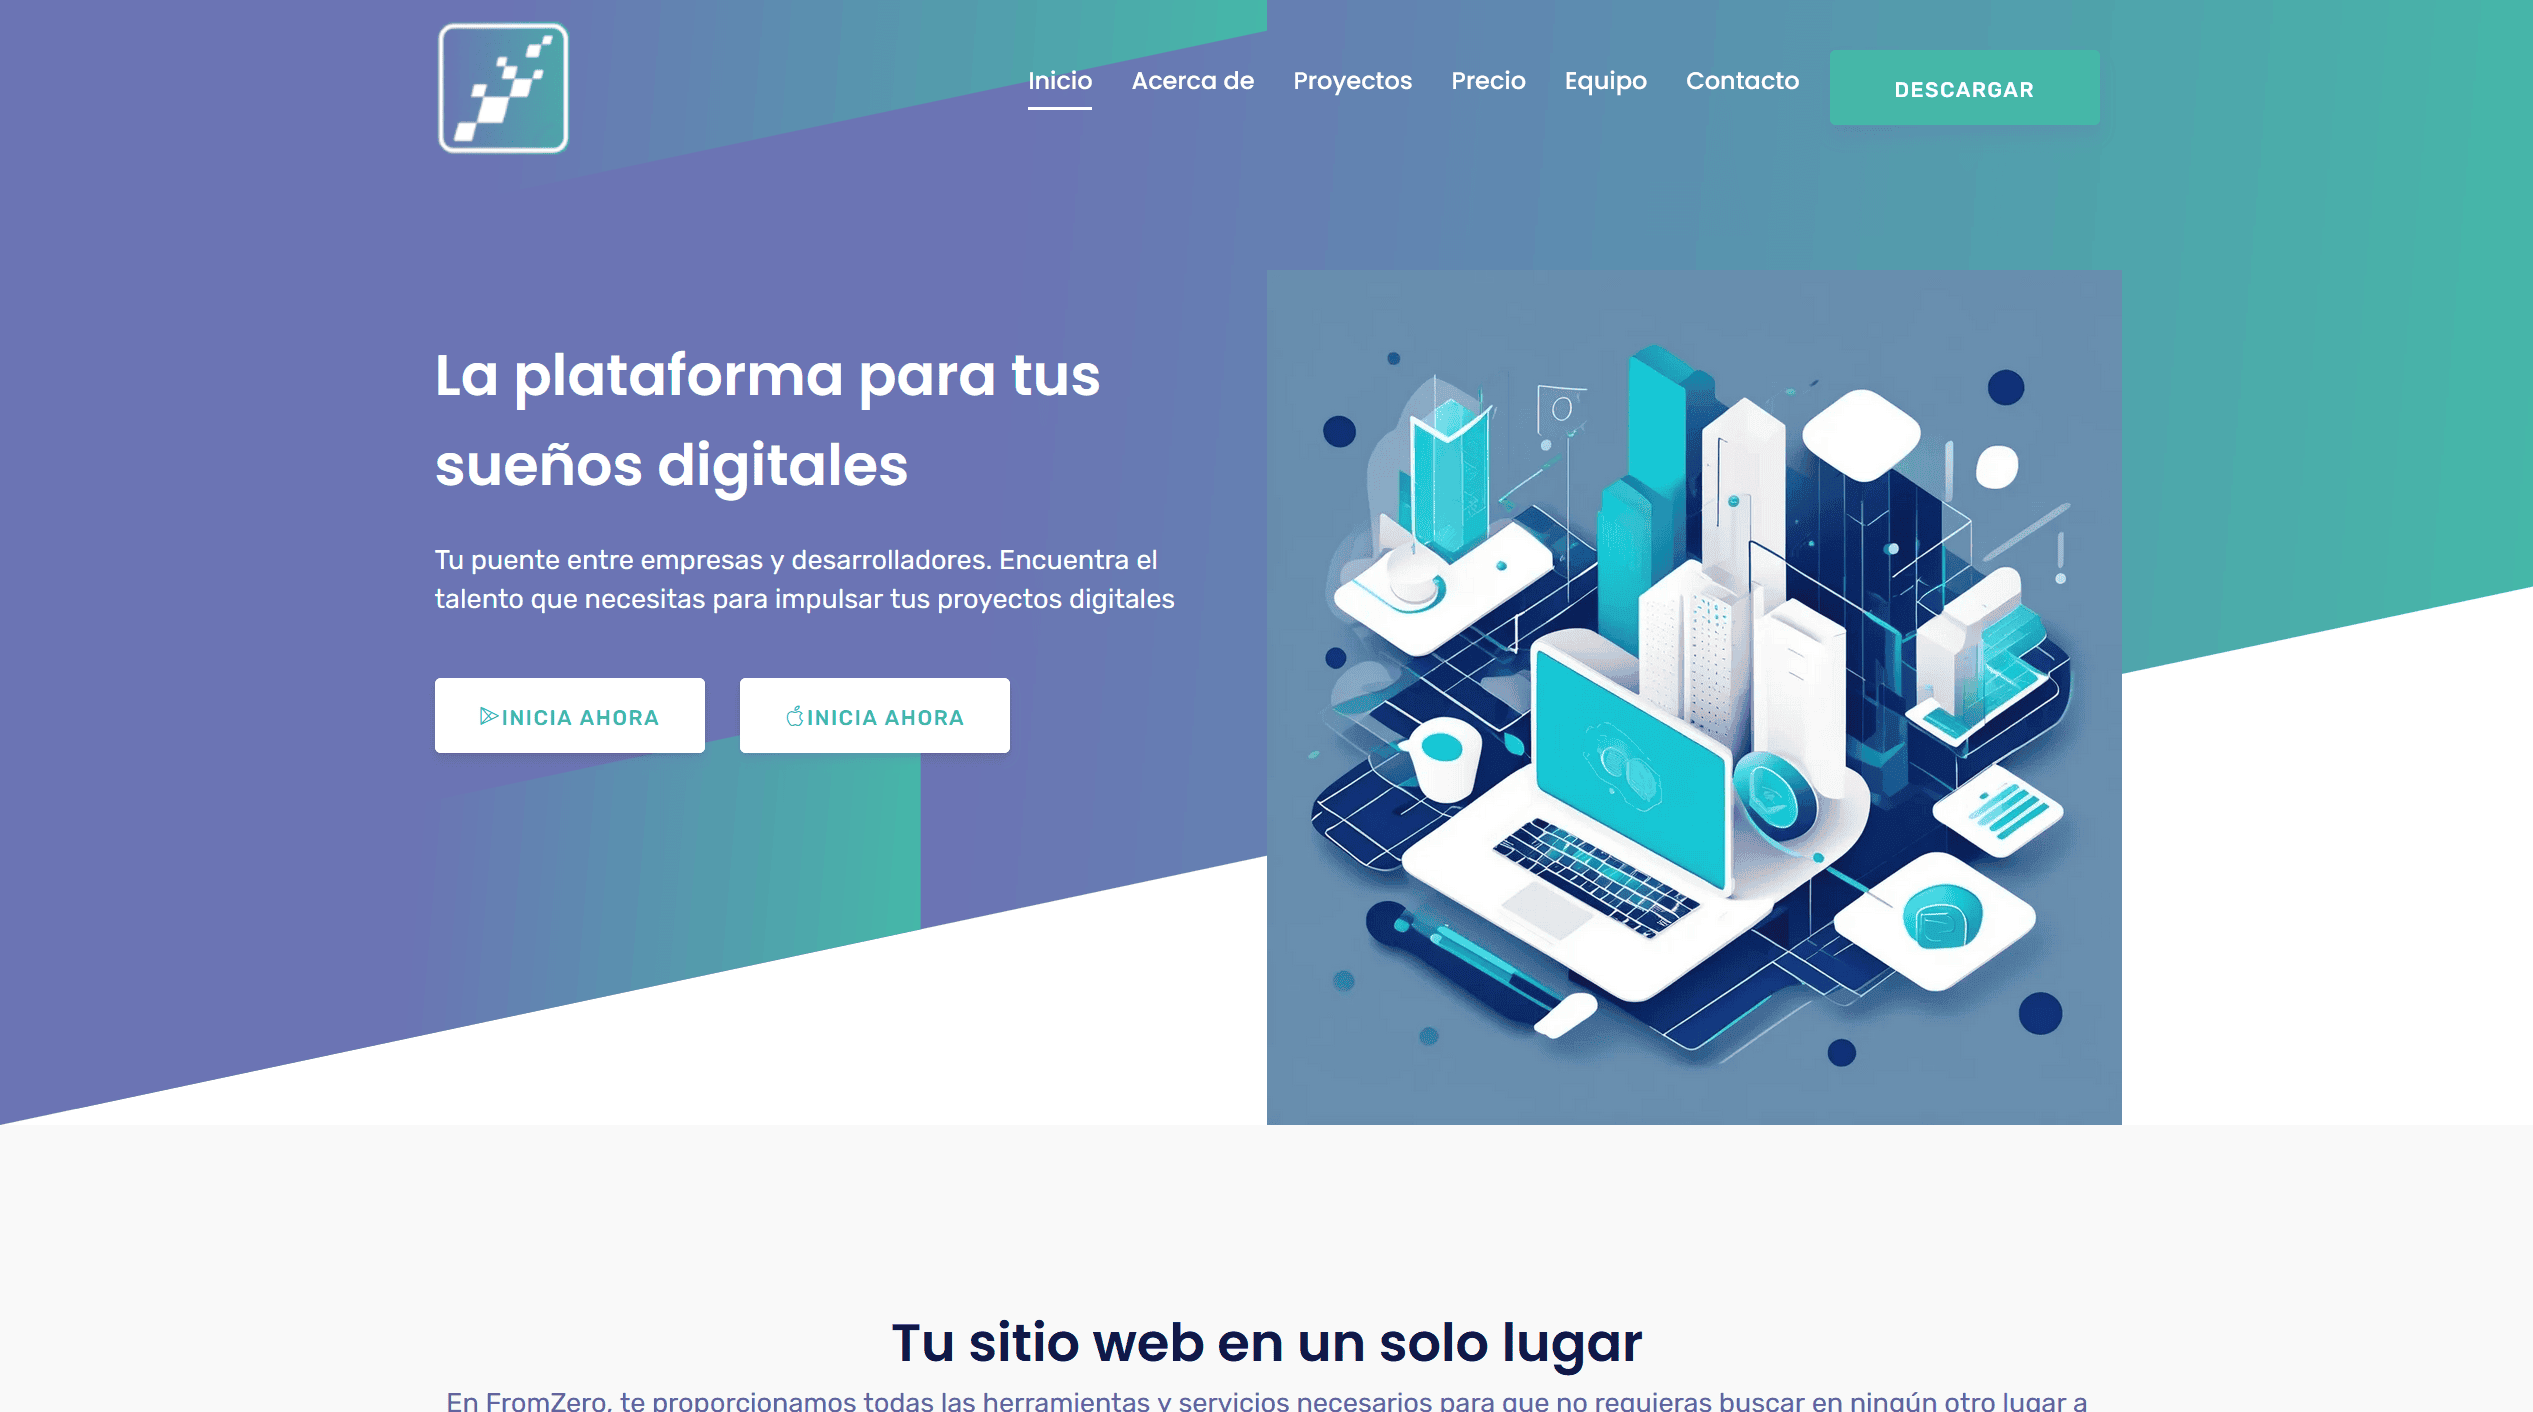 Inicio Acerca de Proyectos Precio Equipo Contacto DESCARGAR
La plataforma para tus
sueños digitales
Tu puente entre empresas y desarrolladores. Encuentra el
talento que necesitas para impulsar tus proyectos digitales
INICIA AHORA INICIA AHORA
Tu sitio web en un solo lugar
En FromZero, te proporcionamos todas las herramientas y servicios necesarios para que no requieras buscar en ningún otro lugar a